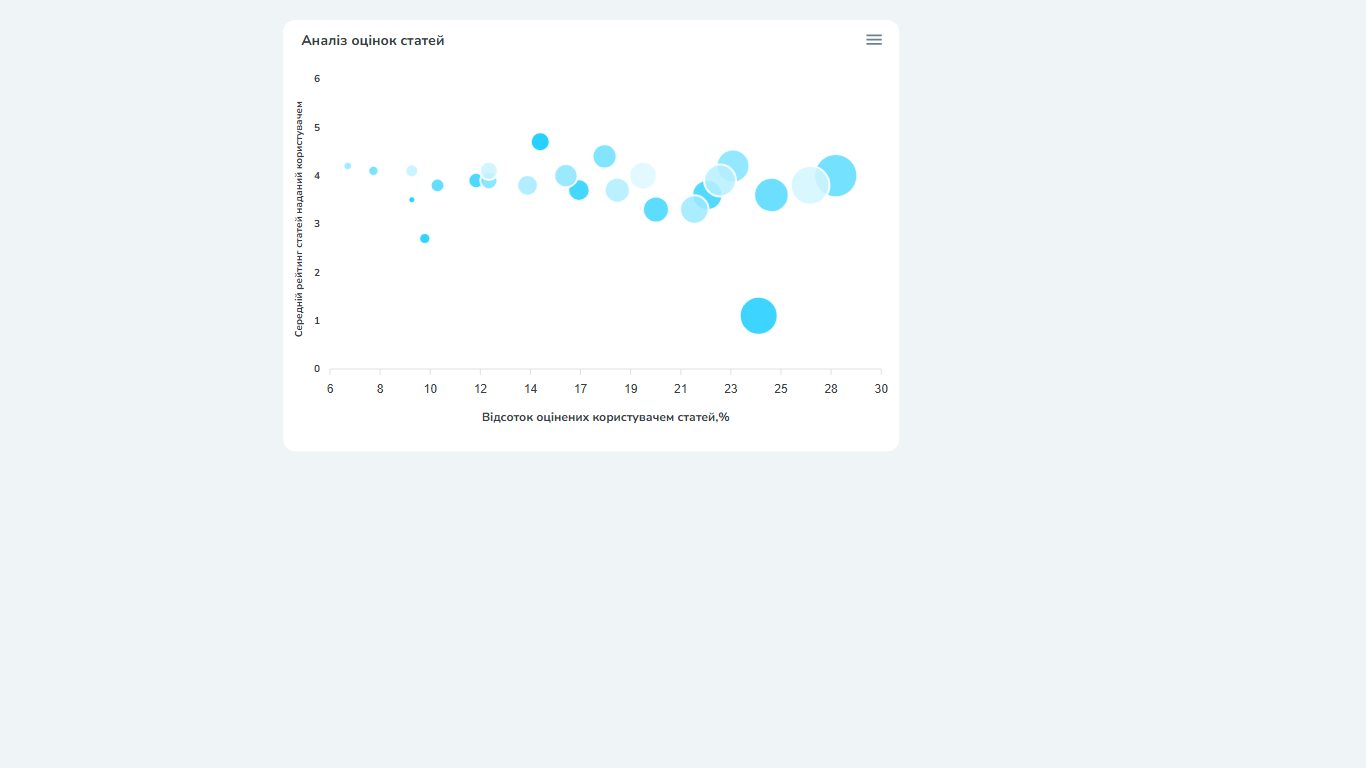 Аналіз оцінок статей
6
5
4
3
2
1
0
Середній рейтинг статей наданий користувачем
6 8 10 12 14 17 19 21 23 25 28 30
Відсоток оцінених користувачем статей,%